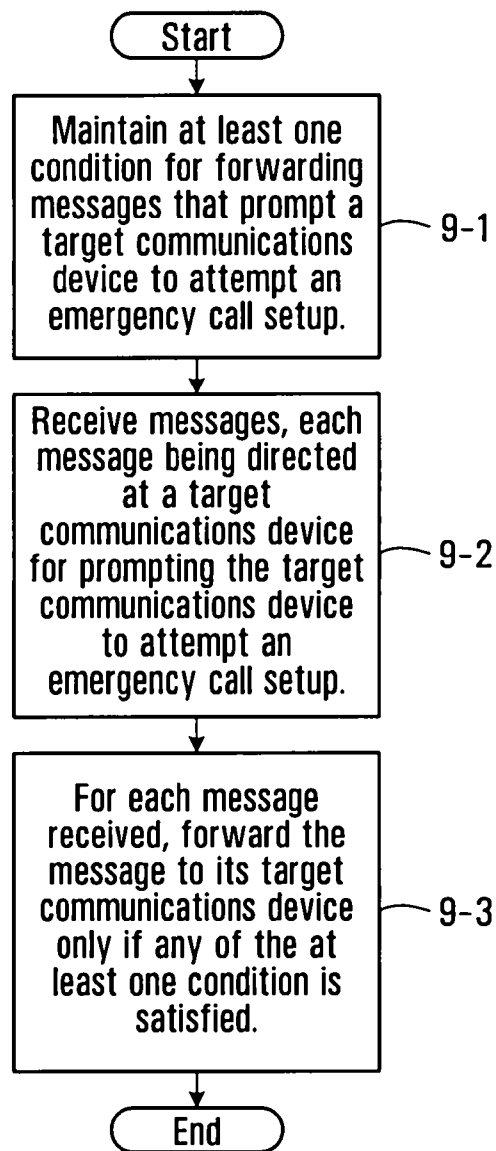 Start
Maintain at least one
condition for forwarding
messages that prompt a
target communications
device to attempt an
emergency call setup.
9-1
Receive messages, each
message being directed
at a target
communications device
for prompting the target
communications device
to attempt an
emergency call setup.
9-2
For each message
received, forward the
message to its target
communications device
only if any of the at
least one condition is
satisfied.
9-3
End